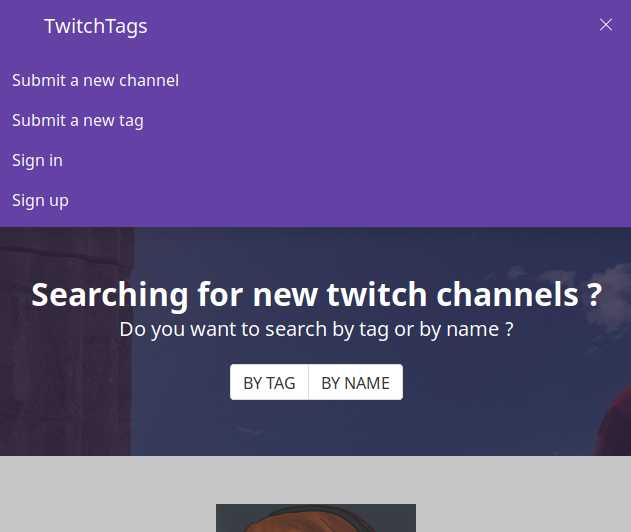 TwitchTags
Submit a new channel
Submit a new tag
Sign in
Sign up
Searching for new twitch channels ?
Do you want to search by tag or by name ?
BY TAG BY NAME